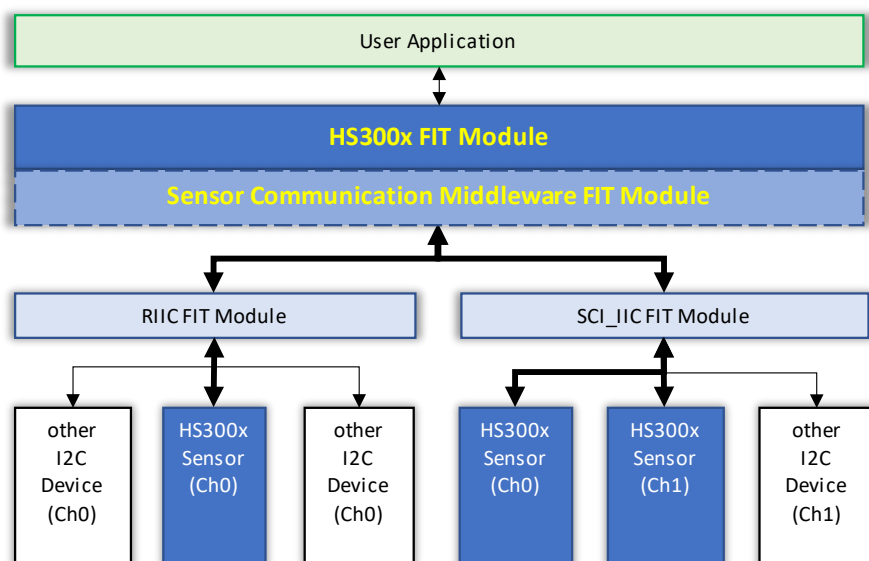 User Application
HS300x FIT Module
Sensor Communication Middleware FIT Module
RIIC FIT Module
SCI_IIC FIT Module
other
I2C
Device
(Ch0)
HS300x
Sensor
(Ch0)
other
I2C
Device
(Ch0)
HS300x
Sensor
(Ch0)
HS300x
Sensor
(Ch1)
other
I2C
Device
(Ch1)